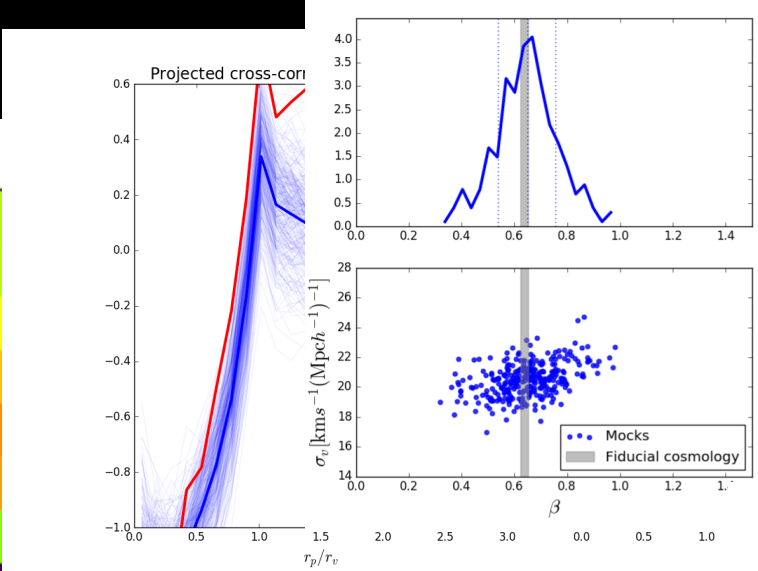 Projected cross-corr
0.6
0.4
0.2
0.0
−0.2
−0.4
−0.6
−0.8
−1.0
0.0 0.5 1.0 1.5 2.0 2.5 3.0 0.0 0.5 1.0
r_p/r_v
4.0
3.5
3.0
2.5
2.0
1.5
1.0
0.5
0.0
0.0 0.2 0.4 0.6 0.8 1.0 1.2 1.4
28
26
24
22
20
18
16
14
σ_v[kms⁻¹(Mpch⁻¹)⁻¹]
Mocks
Fiducial cosmology
0.0 0.2 0.4 0.6 0.8 1.0 1.2
β